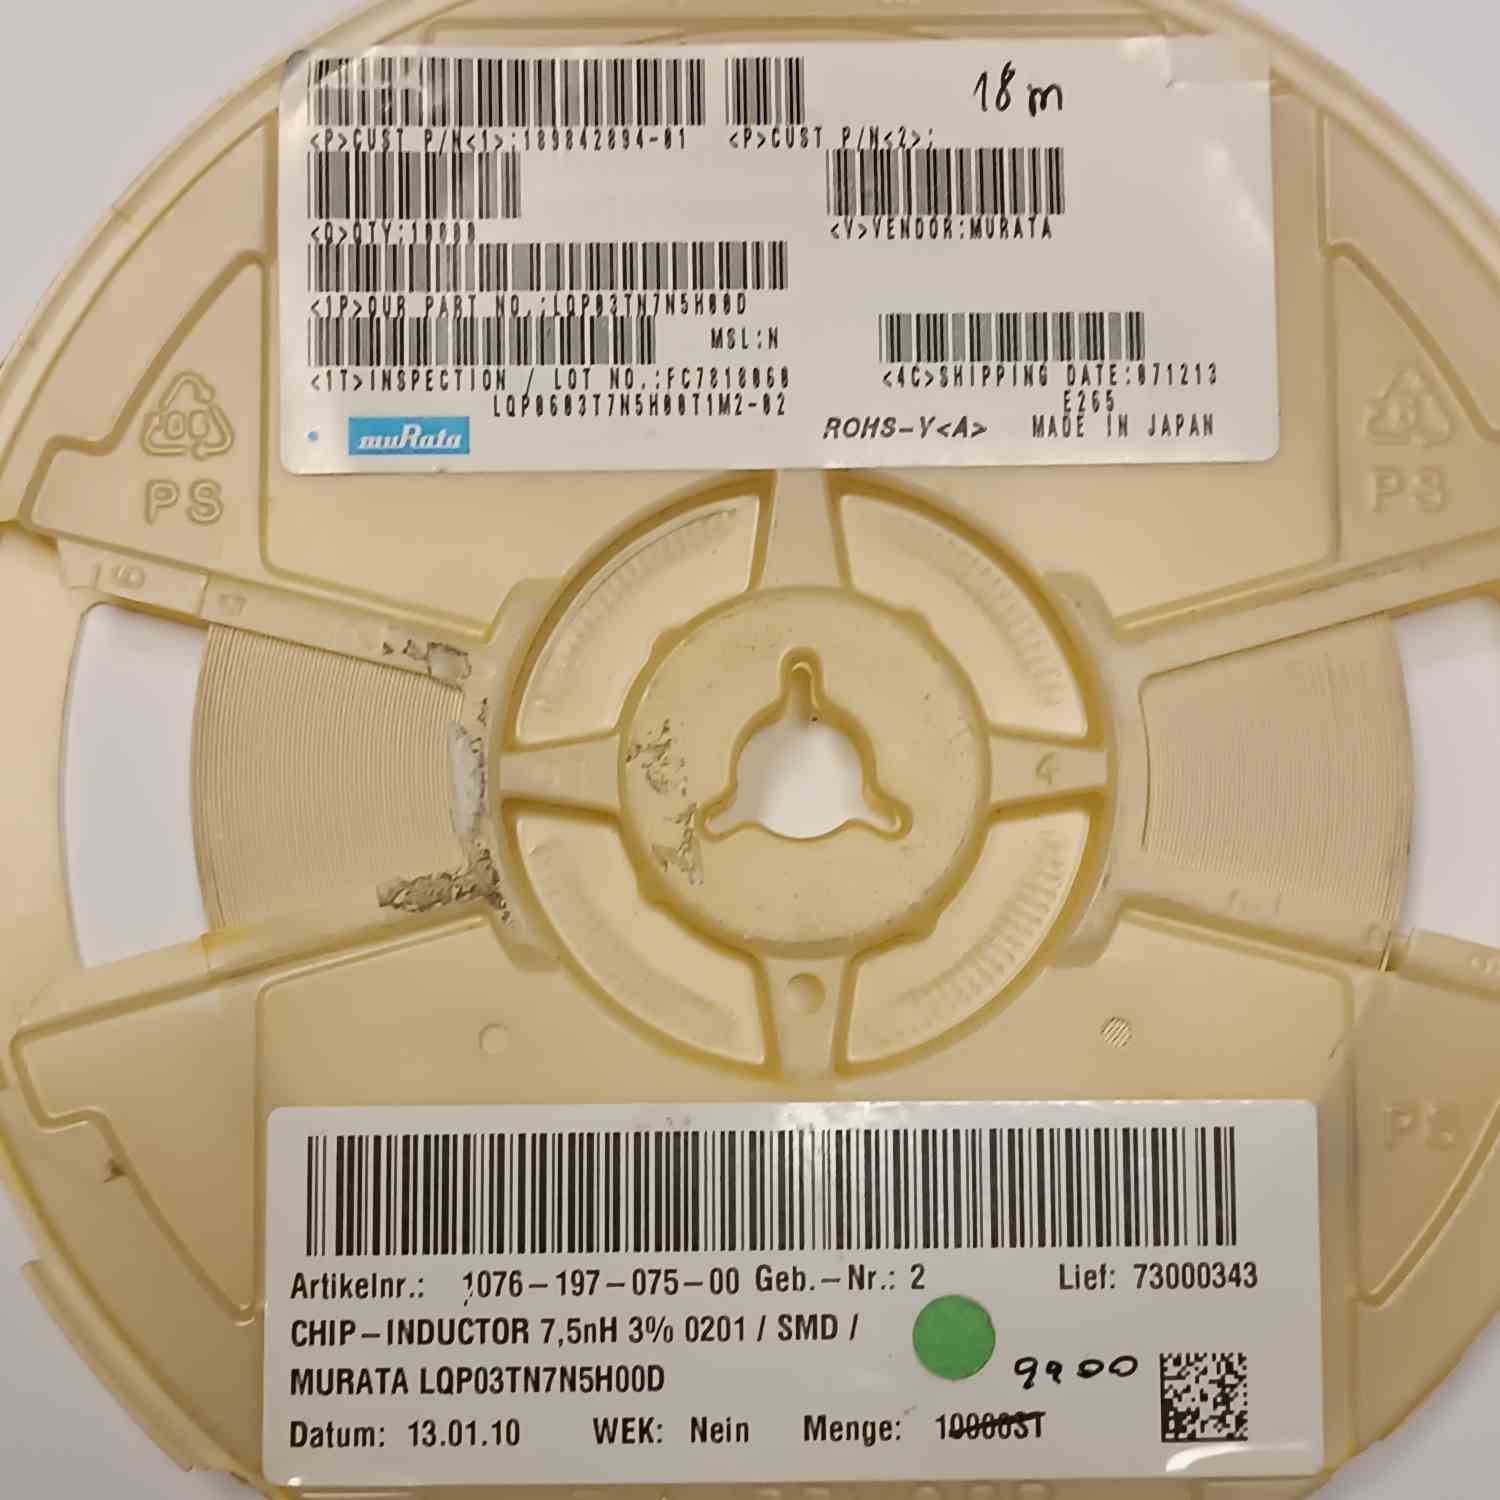 18 m
<P>CUST P/N<1>:189842894-01 <P>CUST P/N<2>:
<Q>QTY:10000 <V>VENDOR:MURATA
<1P>OUR PART NO.:LQP03TN7N5H00D
MSL:N
<1T>INSPECTION / LOT NO.:FC7818060 <4C>SHIPPING DATE:071213
LQP0603T7N5H00T1M2-02 E265
muRata ROHS-Y<A> MADE IN JAPAN
PS PS
4
PS
Artikelnr.: 1076-197-075-00 Geb.-Nr.: 2 Lief: 73000343
CHIP-INDUCTOR 7,5nH 3% 0201 / SMD /
MURATA LQP03TN7N5H00D 9900
Datum: 13.01.10 WEK: Nein Menge: 10000ST